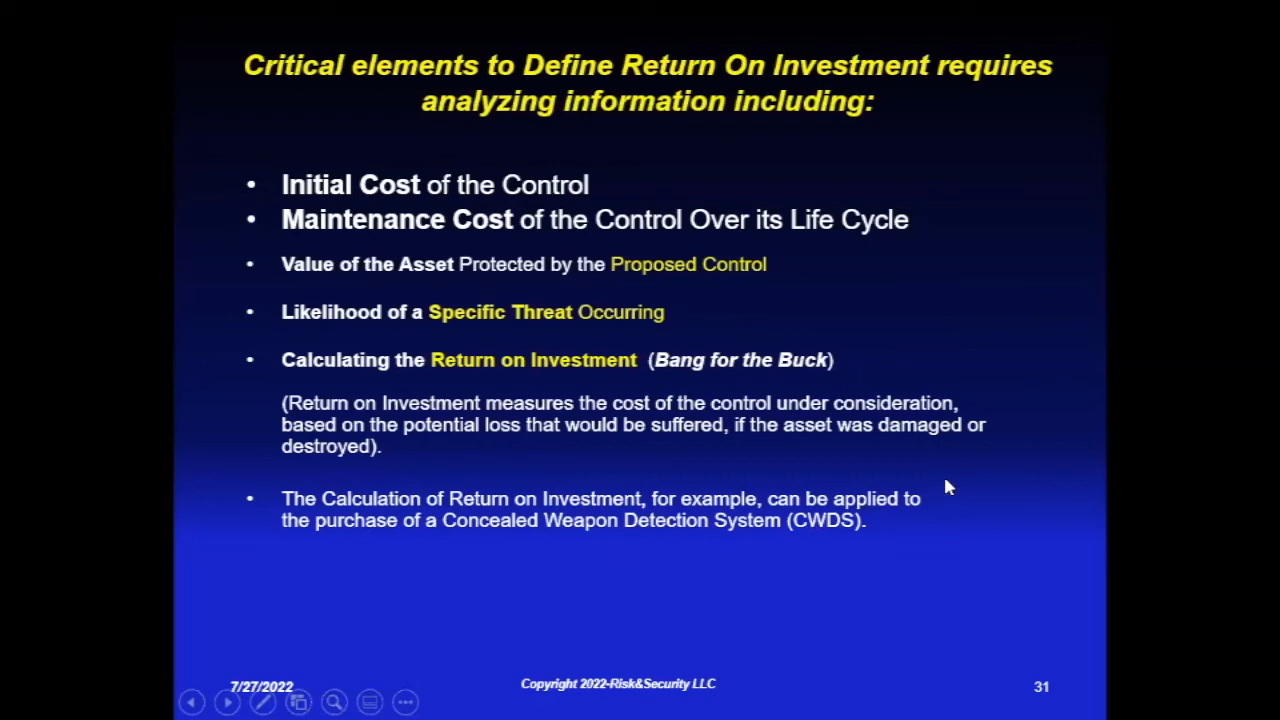 Critical elements to Define Return On Investment requires
analyzing information including:
• Initial Cost of the Control
• Maintenance Cost of the Control Over its Life Cycle
• Value of the Asset Protected by the Proposed Control
• Likelihood of a Specific Threat Occurring
• Calculating the Return on Investment (Bang for the Buck)
(Return on Investment measures the cost of the control under consideration,
based on the potential loss that would be suffered, if the asset was damaged or
destroyed).
• The Calculation of Return on Investment, for example, can be applied to
the purchase of a Concealed Weapon Detection System (CWDS).
7/27/2022
Copyright 2022-Risk&Security LLC
31